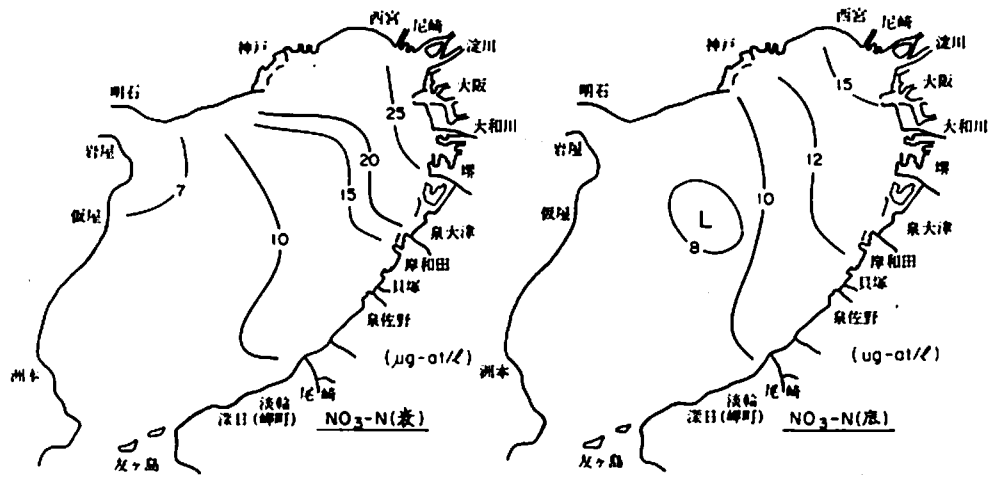 西宮
尼崎
神戸
淀川
明石
大阪
25
大和川
岩屋
20
堺
7
15
仮屋
10
泉大津
岸和田
貝塚
泉佐野
(μg-at/ℓ)
洲本
尾崎
淡輪
深日(岬町)
NO3-N(表)
友ヶ島
西宮
尼崎
神戸
淀川
15
大阪
明石
大和川
12
岩屋
堺
10
仮屋
L
8
泉大津
岸和田
貝塚
泉佐野
(ug-at/ℓ)
洲本
尾崎
淡輪
深日(岬町)
NO3-N(底)
友ヶ島